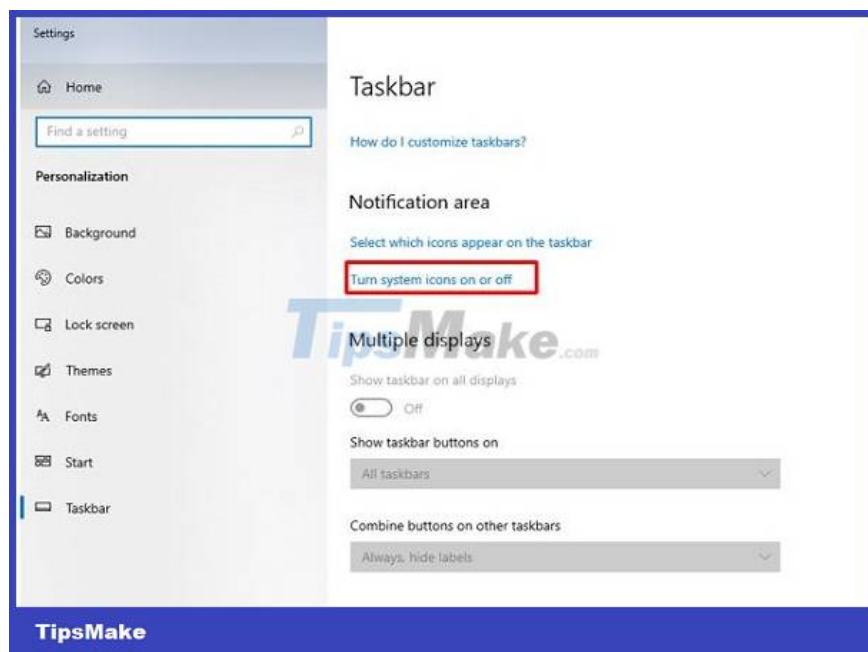 Settings
Home
Find a setting
Personalization
Background
Colors
Lock screen
Themes
Fonts
Start
Taskbar
Taskbar
How do I customize taskbars?
Notification area
Select which icons appear on the taskbar
Turn system icons on or off
TipsMake.com
Multiple displays
Show taskbar on all displays
Off
Show taskbar buttons on
All taskbars
Combine buttons on other taskbars
Always, hide labels
TipsMake